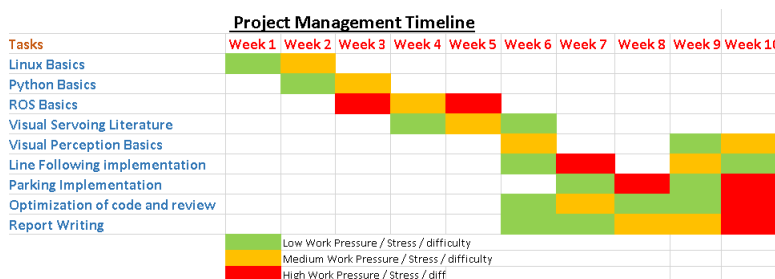 Project Management Timeline
Tasks Week 1 Week 2 Week 3 Week 4 Week 5 Week 6 Week 7 Week 8 Week 9 Week 10
Linux Basics
Python Basics
ROS Basics
Visual Servoing Literature
Visual Perception Basics
Line Following implementation
Parking Implementation
Optimization of code and review
Report Writing
Low Work Pressure / Stress / difficulty
Medium Work Pressure / Stress / difficulty
High Work Pressure / Stress / diff